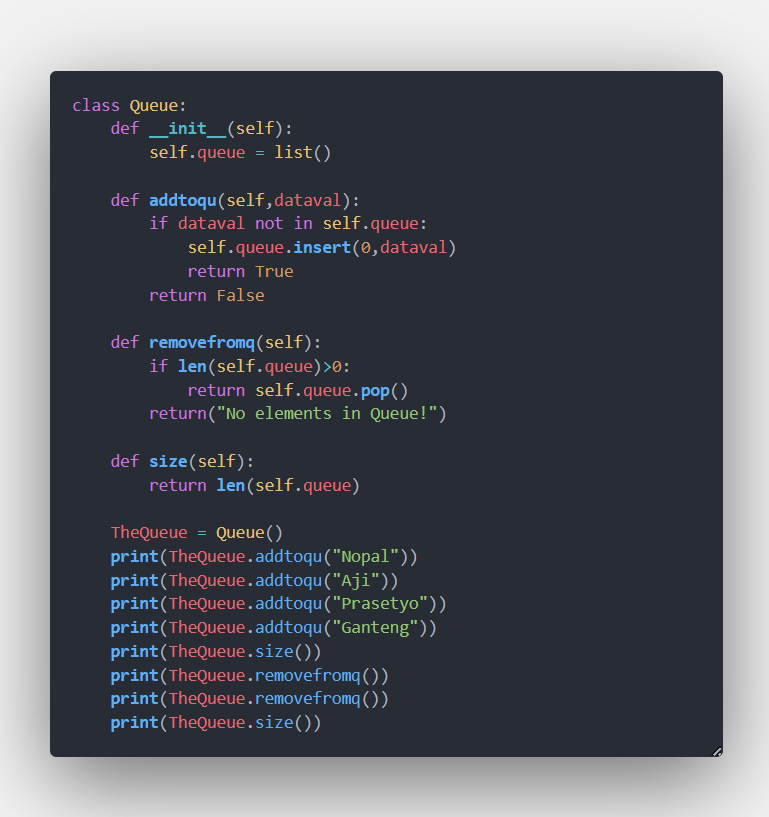 class Queue:
    def __init__(self):
        self.queue = list()

    def addtoqu(self,dataval):
        if dataval not in self.queue:
            self.queue.insert(0,dataval)
            return True
        return False

    def removefromq(self):
        if len(self.queue)>0:
            return self.queue.pop()
        return("No elements in Queue!")

    def size(self):
        return len(self.queue)

    TheQueue = Queue()
    print(TheQueue.addtoqu("Nopal"))
    print(TheQueue.addtoqu("Aji"))
    print(TheQueue.addtoqu("Prasetyo"))
    print(TheQueue.addtoqu("Ganteng"))
    print(TheQueue.size())
    print(TheQueue.removefromq())
    print(TheQueue.removefromq())
    print(TheQueue.size())